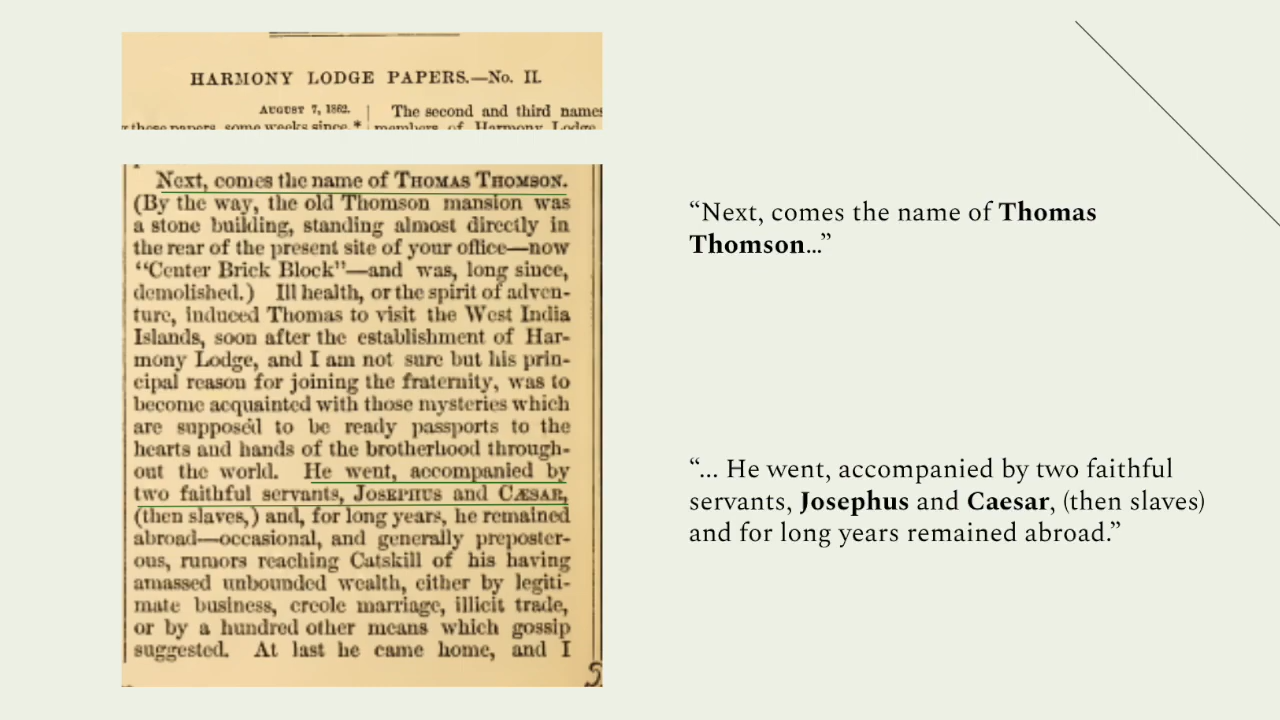 HARMONY LODGE PAPERS.—No. II.
AUGUST 7, 1862.
The second and third names
these papers, some weeks since.*
members of Harmony Lodge
Next, comes the name of THOMAS THOMSON.
(By the way, the old Thomson mansion was
a stone building, standing almost directly in
the rear of the present site of your office—now
“Center Brick Block”—and was, long since,
demolished.) Ill health, or the spirit of adven-
ture, induced Thomas to visit the West India
Islands, soon after the establishment of Har-
mony Lodge, and I am not sure but his prin-
cipal reason for joining the fraternity, was to
become acquainted with those mysteries which
are supposed to be ready passports to the
hearts and hands of the brotherhood through-
out the world. He went, accompanied by
two faithful servants, JOSEPHUS and CÆSAR,
(then slaves,) and, for long years, he remained
abroad—occasional, and generally preposter-
ous, rumors reaching Catskill of his having
amassed unbounded wealth, either by legiti-
mate business, creole marriage, illicit trade,
or by a hundred other means which gossip
suggested. At last he came home, and I
“Next, comes the name of Thomas
Thomson…”
“… He went, accompanied by two faithful
servants, Josephus and Caesar, (then slaves)
and for long years remained abroad.”